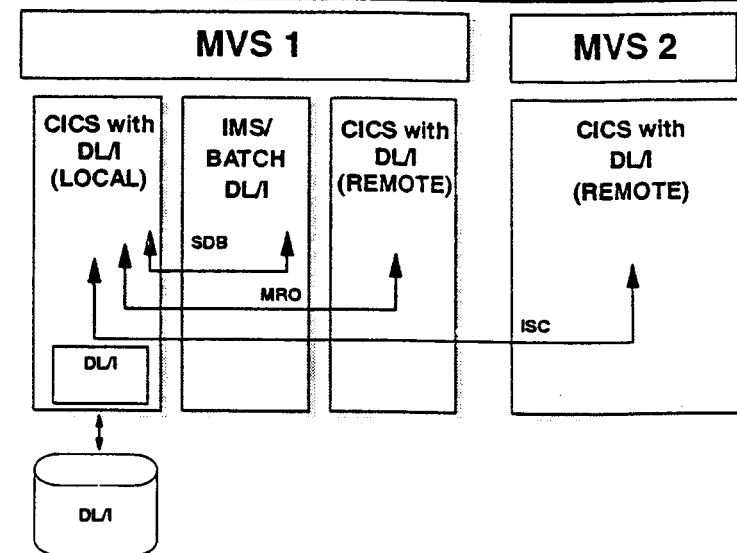 MVS 1
MVS 2
CICS with
DL/I
(LOCAL)
IMS/
BATCH
DL/I
CICS with
DL/I
(REMOTE)
CICS with
DL/I
(REMOTE)
SDB
MRO
ISC
DL/I
DL/I